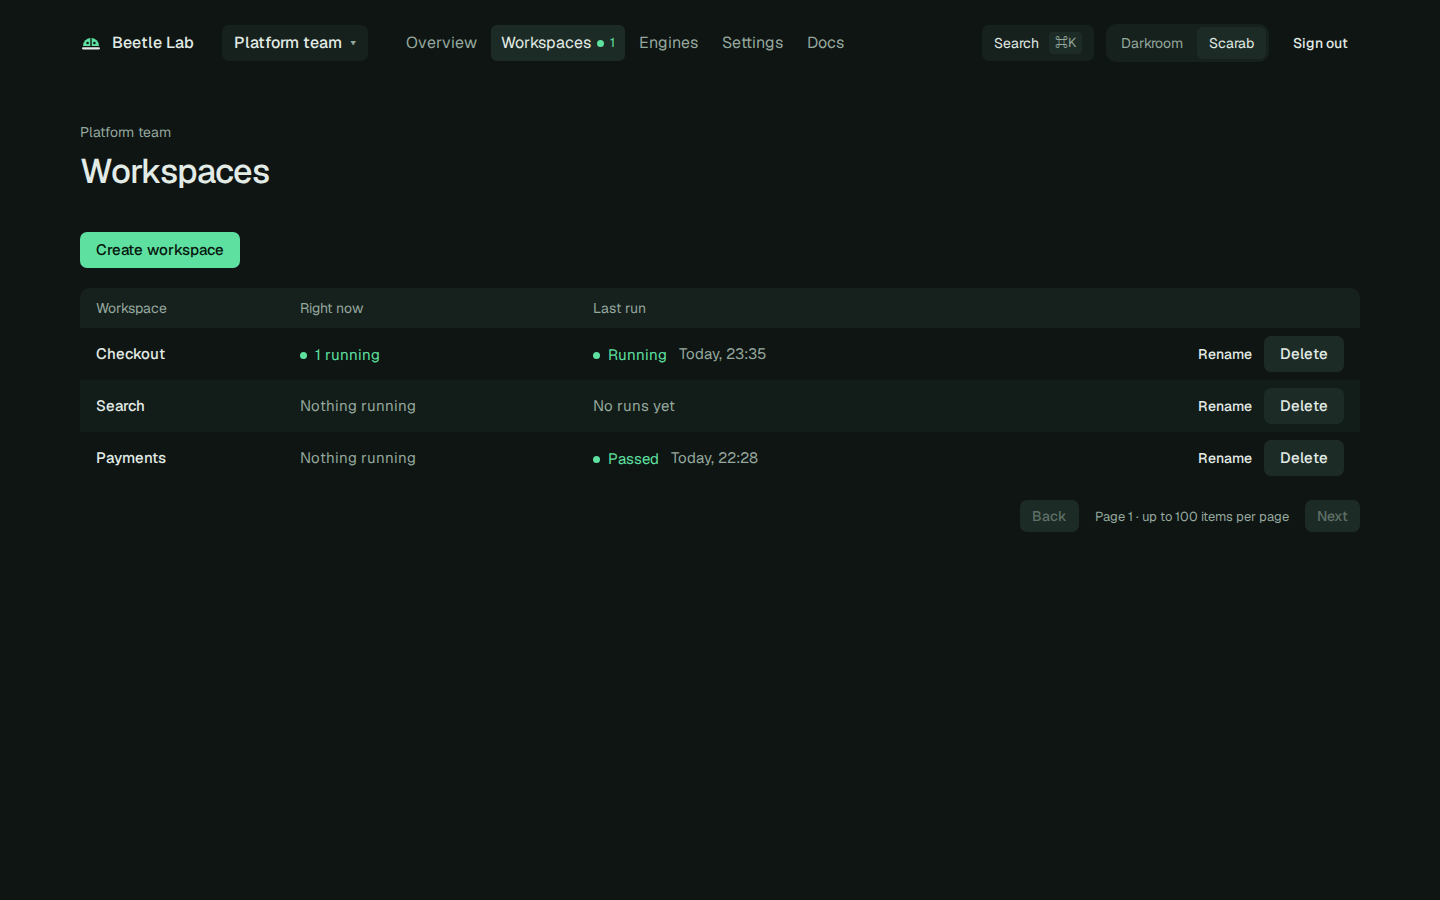 Beetle Lab Platform team Overview Workspaces 1 Engines Settings Docs Search ⌘K Darkroom Scarab Sign out
Platform team
Workspaces
Create workspace
Workspace Right now Last run
Checkout 1 running Running Today, 23:35 Rename Delete
Search Nothing running No runs yet Rename Delete
Payments Nothing running Passed Today, 22:28 Rename Delete
Back Page 1 · up to 100 items per page Next